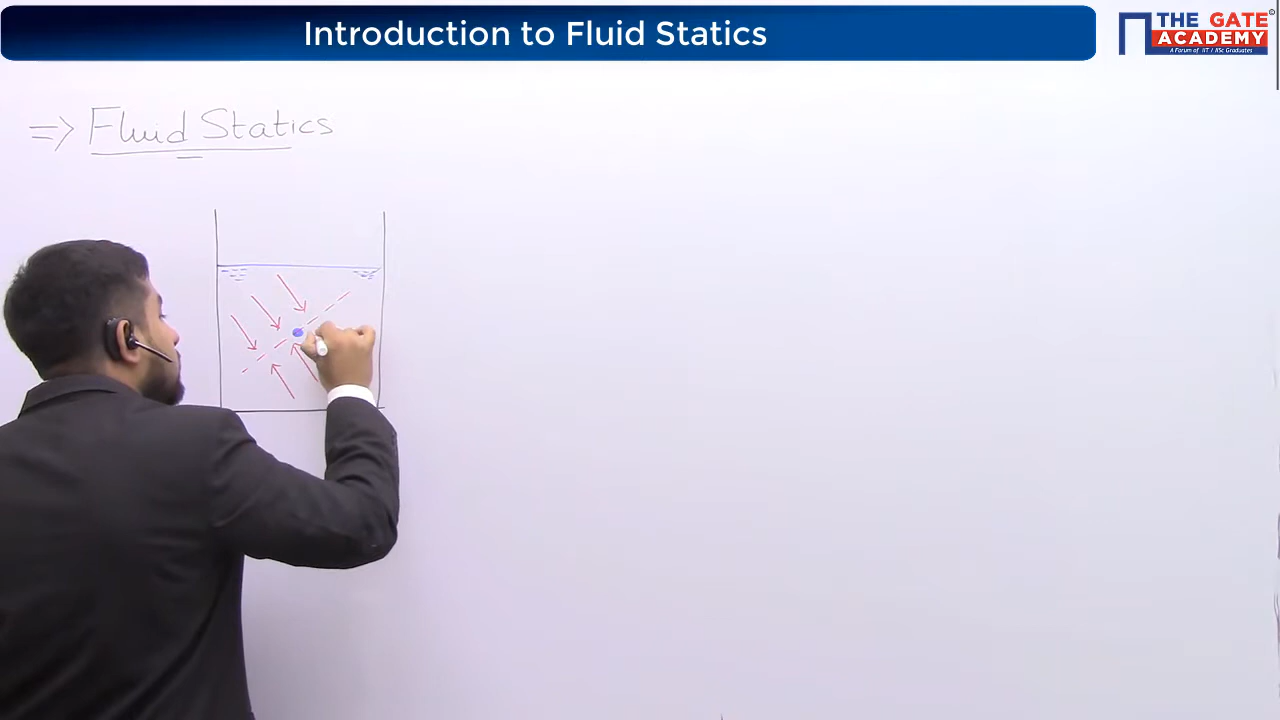 Introduction to Fluid Statics
THE GATE
ACADEMY
A Forum of IIT / IISc Graduates
©
=> Fluid Statics